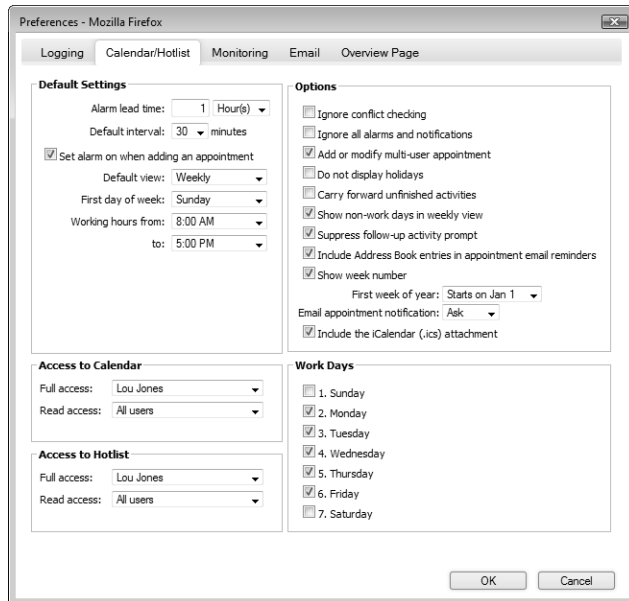 Preferences - Mozilla Firefox
Logging Calendar/Hotlist Monitoring Email Overview Page
Default Settings
Alarm lead time: 1 Hour(s)
Default interval: 30 minutes
Set alarm on when adding an appointment
Default view: Weekly
First day of week: Sunday
Working hours from: 8:00 AM
to: 5:00 PM
Options
Ignore conflict checking
Ignore all alarms and notifications
Add or modify multi-user appointment
Do not display holidays
Carry forward unfinished activities
Show non-work days in weekly view
Suppress follow-up activity prompt
Include Address Book entries in appointment email reminders
Show week number
First week of year: Starts on Jan 1
Email appointment notification: Ask
Include the iCalendar (.ics) attachment
Access to Calendar
Full access: Lou Jones
Read access: All users
Access to Hotlist
Full access: Lou Jones
Read access: All users
Work Days
1. Sunday
2. Monday
3. Tuesday
4. Wednesday
5. Thursday
6. Friday
7. Saturday
OK Cancel